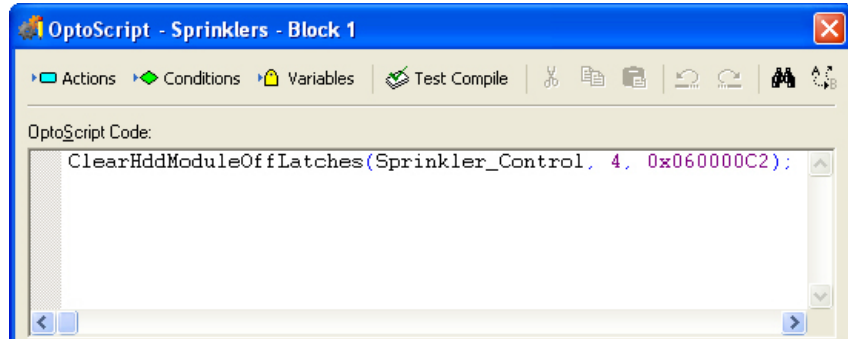 OptoScript - Sprinklers - Block 1
Actions Conditions Variables Test Compile
OptoScript Code:
ClearHddModuleOffLatches(Sprinkler_Control, 4, 0x060000C2);